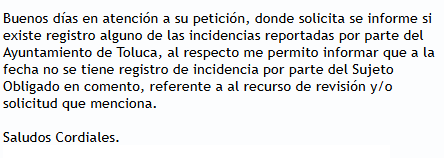 Buenos días en atención a su petición, donde solicita se informe si
existe registro alguno de las incidencias reportadas por parte del
Ayuntamiento de Toluca, al respecto me permito informar que a la
fecha no se tiene registro de incidencia por parte del Sujeto
Obligado en comento, referente a al recurso de revisión y/o
solicitud que menciona.
Saludos Cordiales.